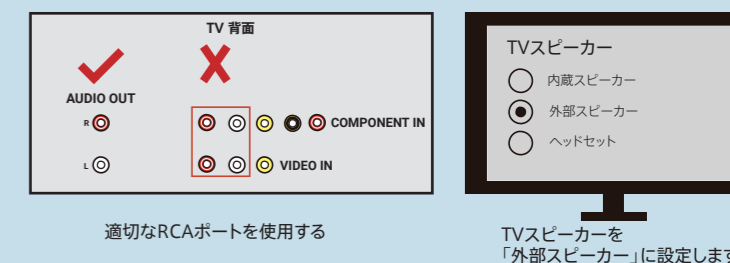 TV 背面
AUDIO OUT
R
COMPONENT IN
L
VIDEO IN
適切なRCAポートを使用する
TVスピーカー
内蔵スピーカー
外部スピーカー
ヘッドセット
TVスピーカーを
「外部スピーカー」に設定します